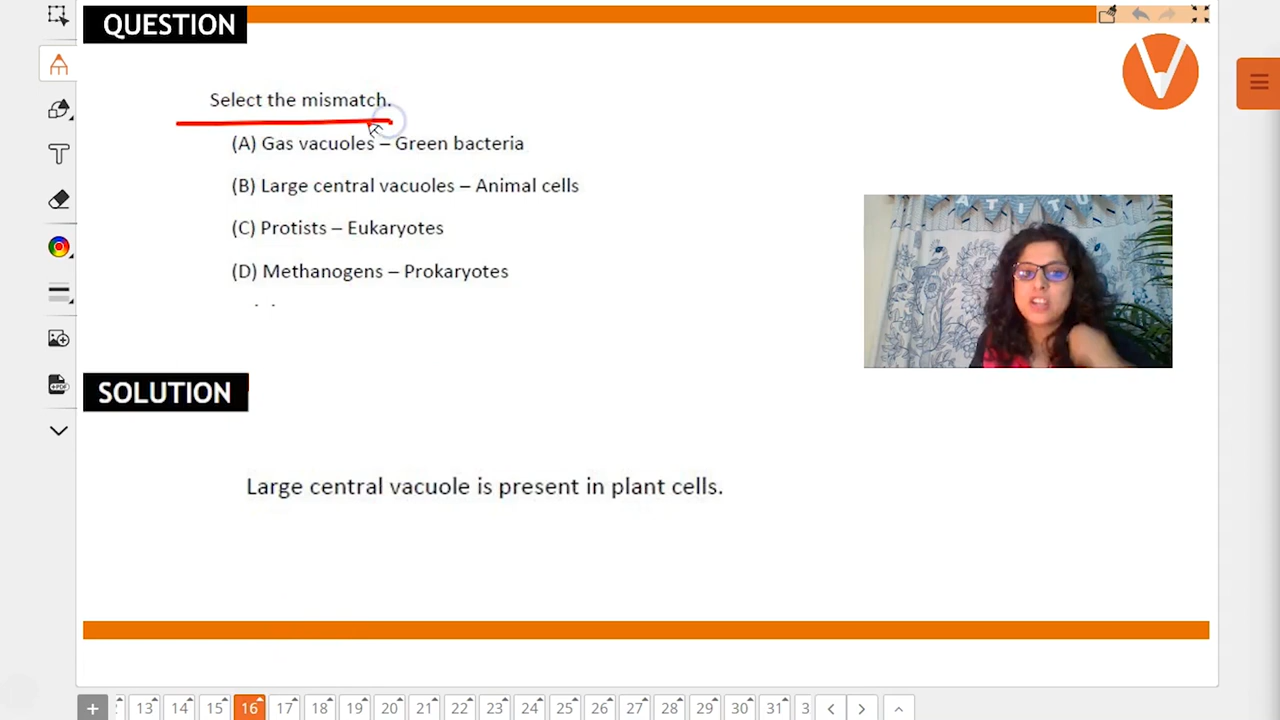 QUESTION
Select the mismatch.
(A) Gas vacuoles – Green bacteria
(B) Large central vacuoles – Animal cells
(C) Protists – Eukaryotes
(D) Methanogens – Prokaryotes
SOLUTION
Large central vacuole is present in plant cells.
13 14 15 16 17 18 19 20 21 22 23 24 25 26 27 28 29 30 31 3